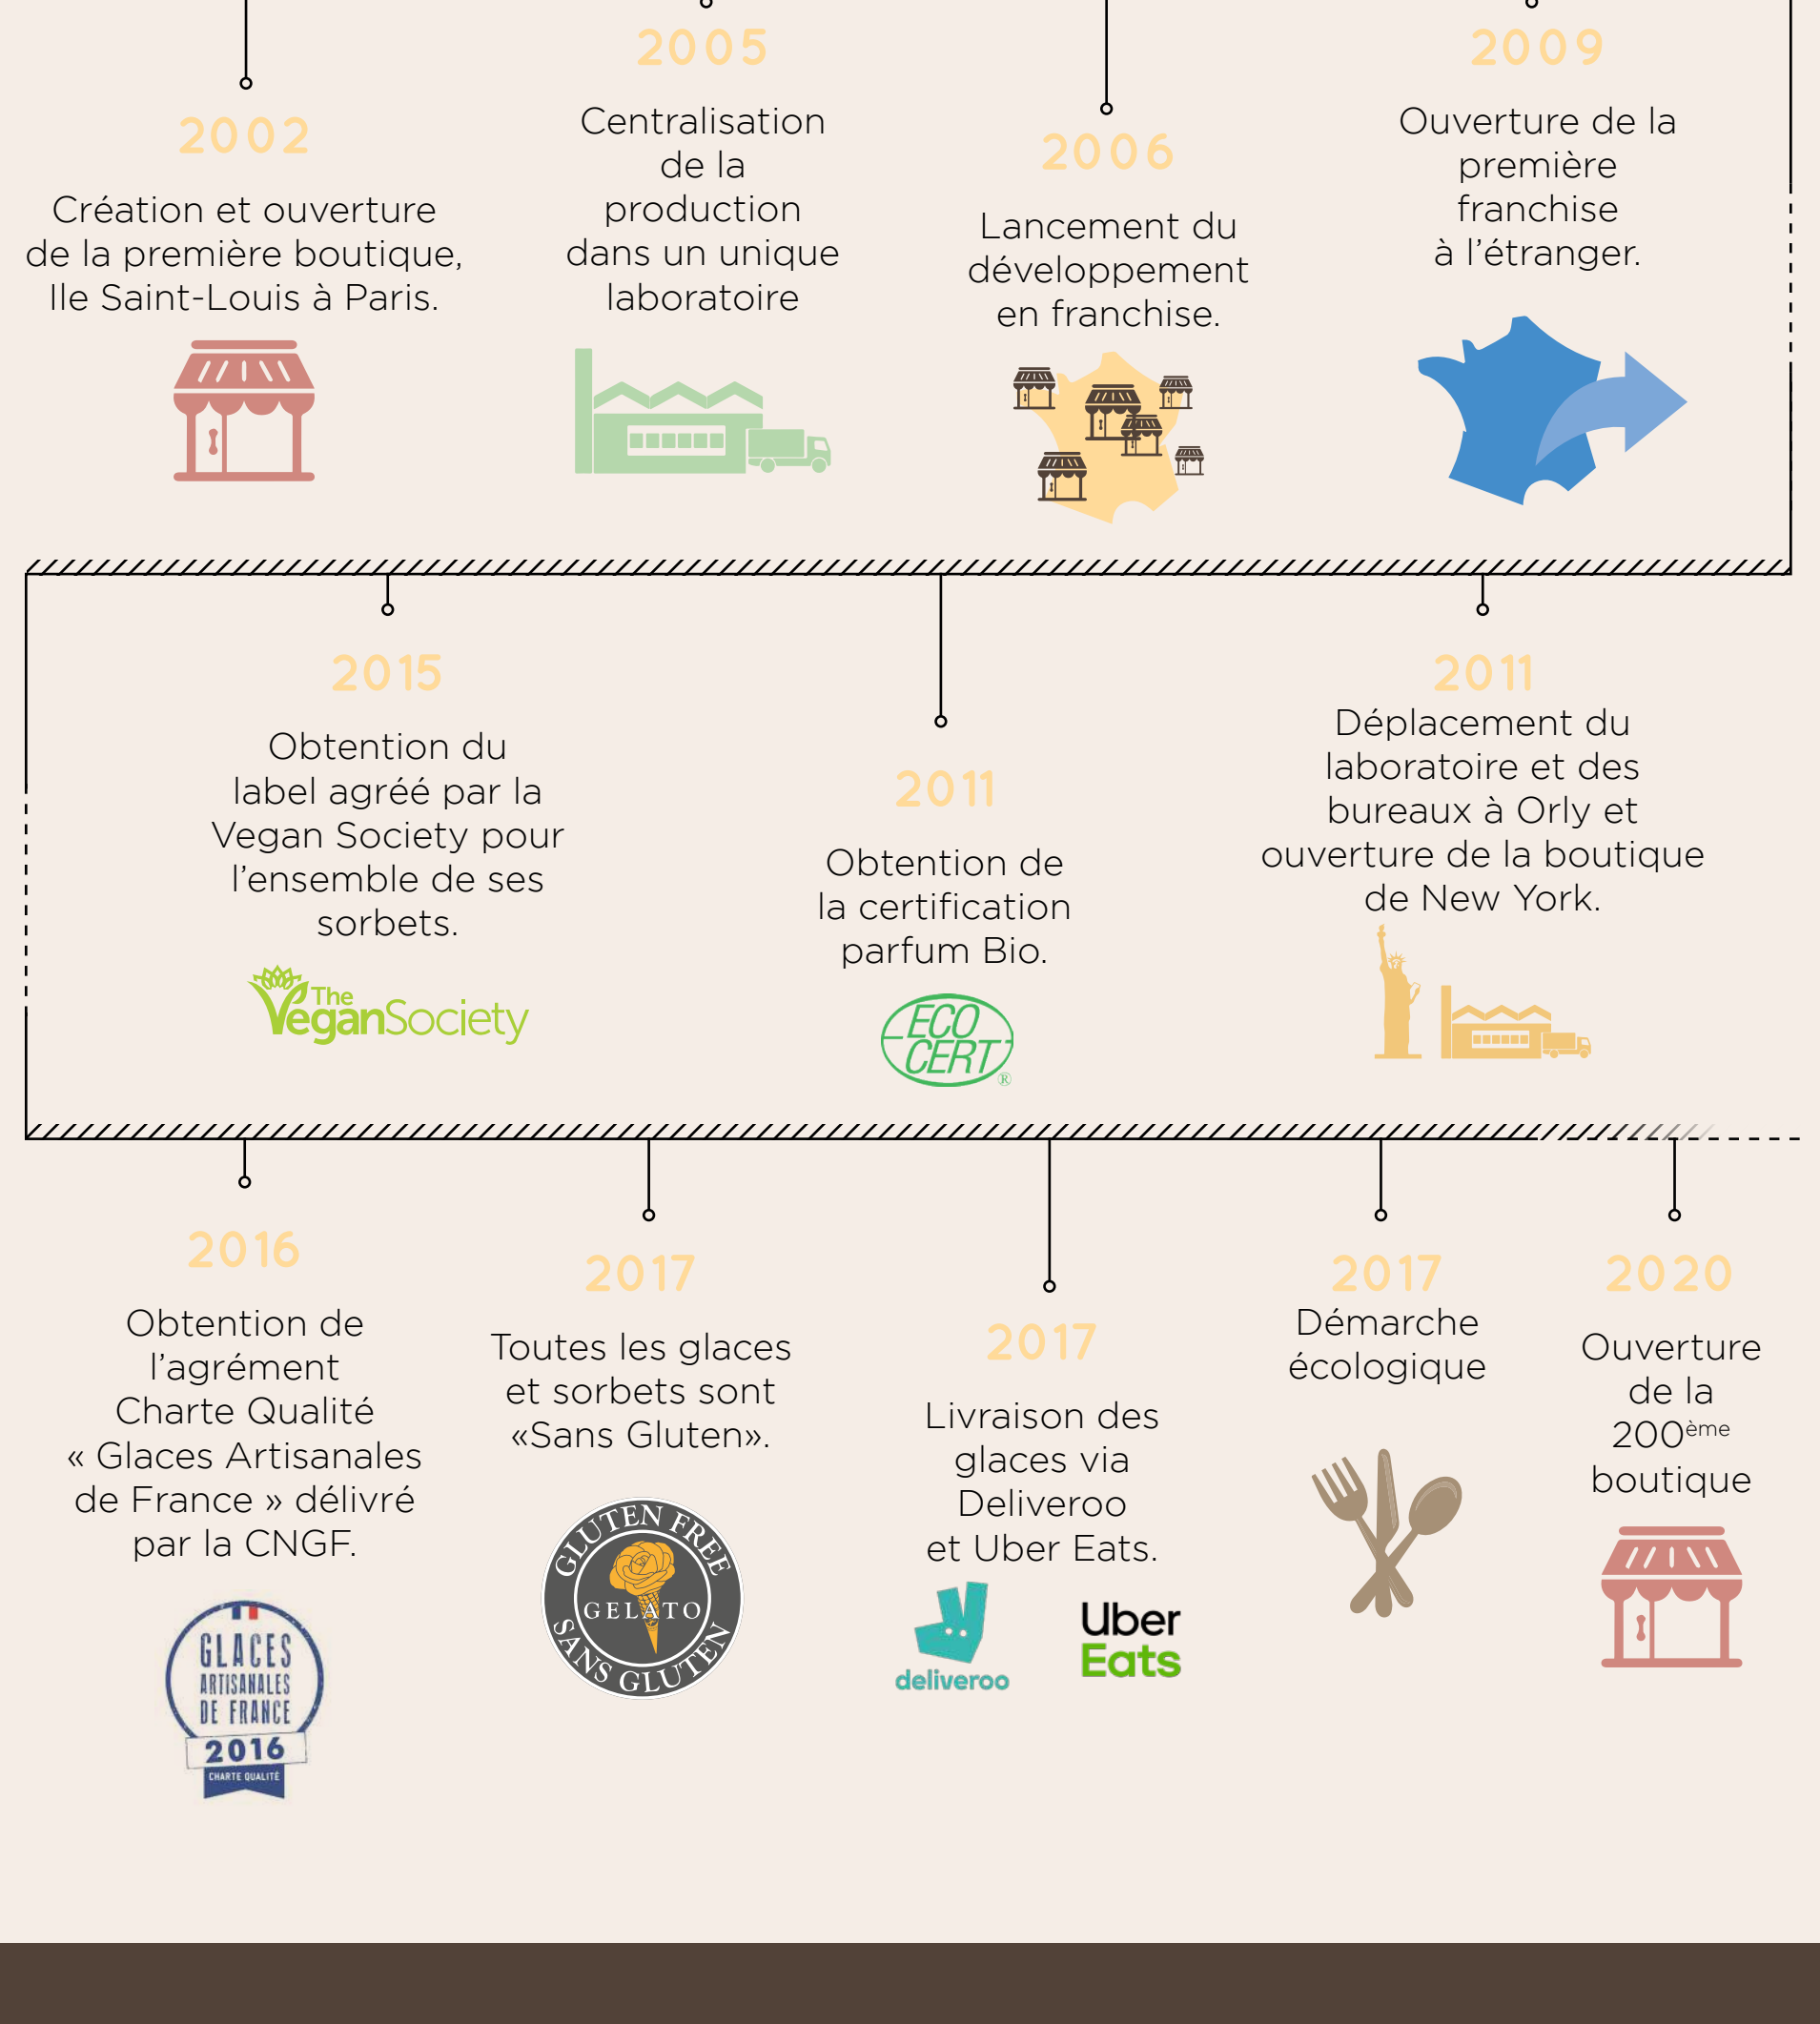 2002
Création et ouverture
de la première boutique,
Ile Saint-Louis à Paris.
2005
Centralisation
de la
production
dans un unique
laboratoire
2006
Lancement du
développement
en franchise.
2009
Ouverture de la
première
franchise
à l'étranger.
2015
Obtention du
label agréé par la
Vegan Society pour
l'ensemble de ses
sorbets.
The
VeganSociety
2011
Obtention de
la certification
parfum Bio.
ECO
CERT
®
2011
Déplacement du
laboratoire et des
bureaux à Orly et
ouverture de la boutique
de New York.
2016
Obtention de
l'agrément
Charte Qualité
« Glaces Artisanales
de France » délivré
par la CNGF.
GLACES
ARTISANALES
DE FRANCE
2016
CHARTE QUALITÉ
2017
Toutes les glaces
et sorbets sont
«Sans Gluten».
GLUTEN FREE
GELATO
SANS GLUTEN
2017
Livraison des
glaces via
Deliveroo
et Uber Eats.
deliveroo
Uber
Eats
2017
Démarche
écologique
2020
Ouverture
de la
200ème
boutique